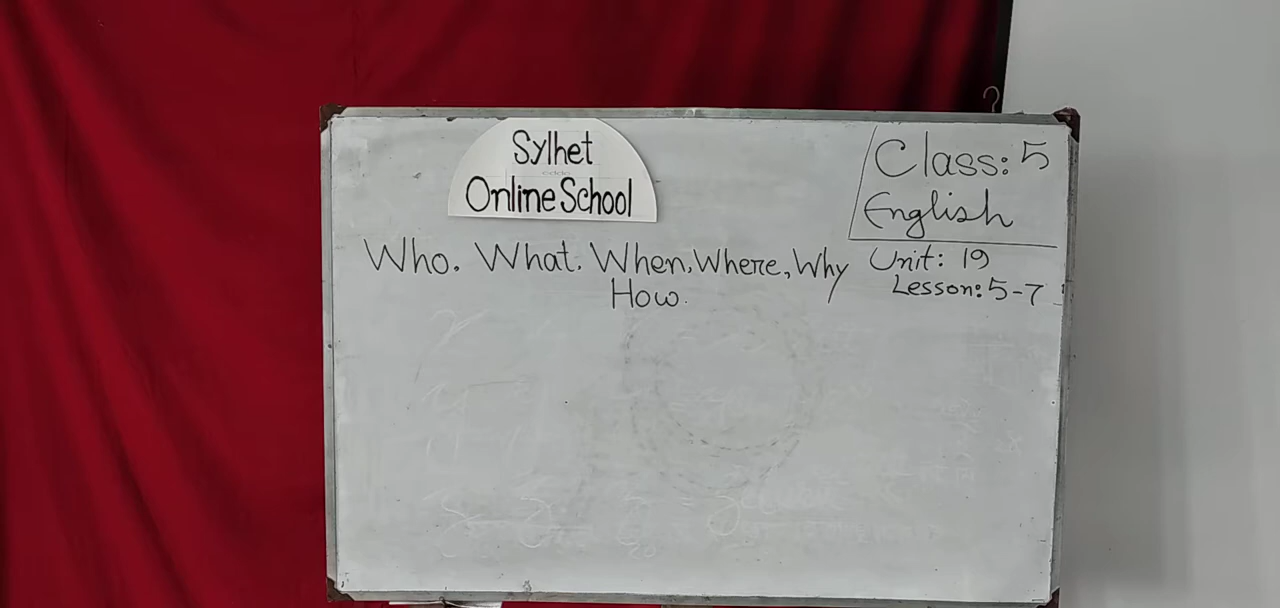 Sylhet
Online School
Class: 5
English
Who. What. When, Where, Why
How.
Unit: 19
Lesson: 5-7